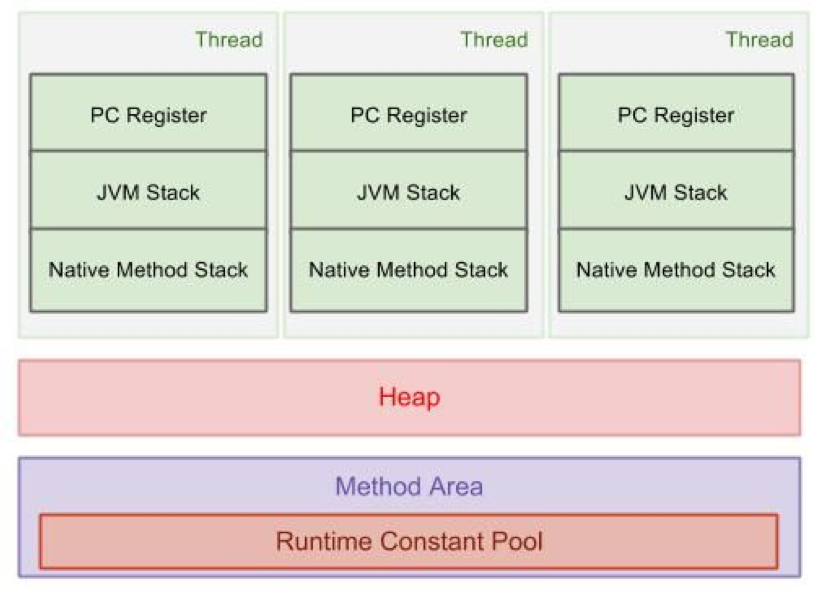 Thread
PC Register
JVM Stack
Native Method Stack
Thread
PC Register
JVM Stack
Native Method Stack
Thread
PC Register
JVM Stack
Native Method Stack
Heap
Method Area
Runtime Constant Pool